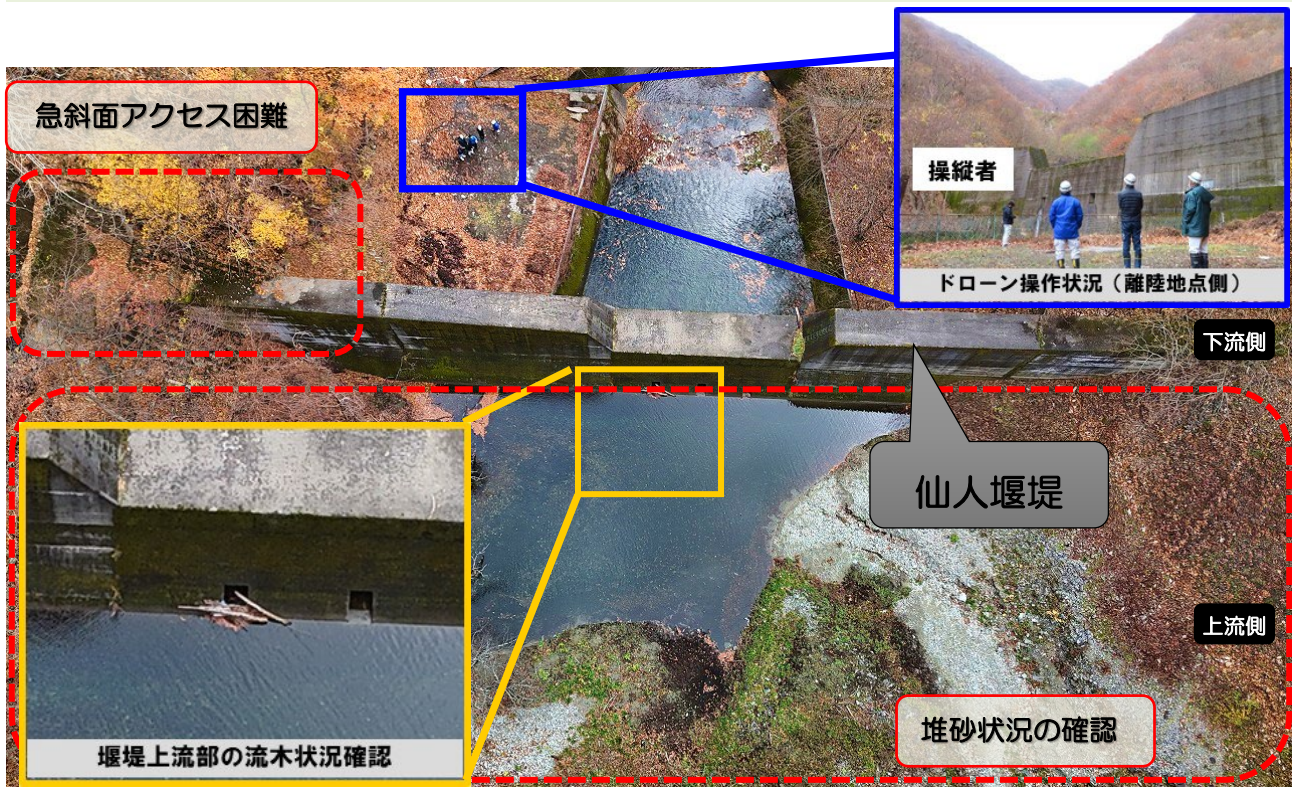 急斜面アクセス困難
操縦者
ドローン操作状況（離陸地点側）
下流側
仙人堰堤
上流側
堆砂状況の確認
堰堤上流部の流木状況確認